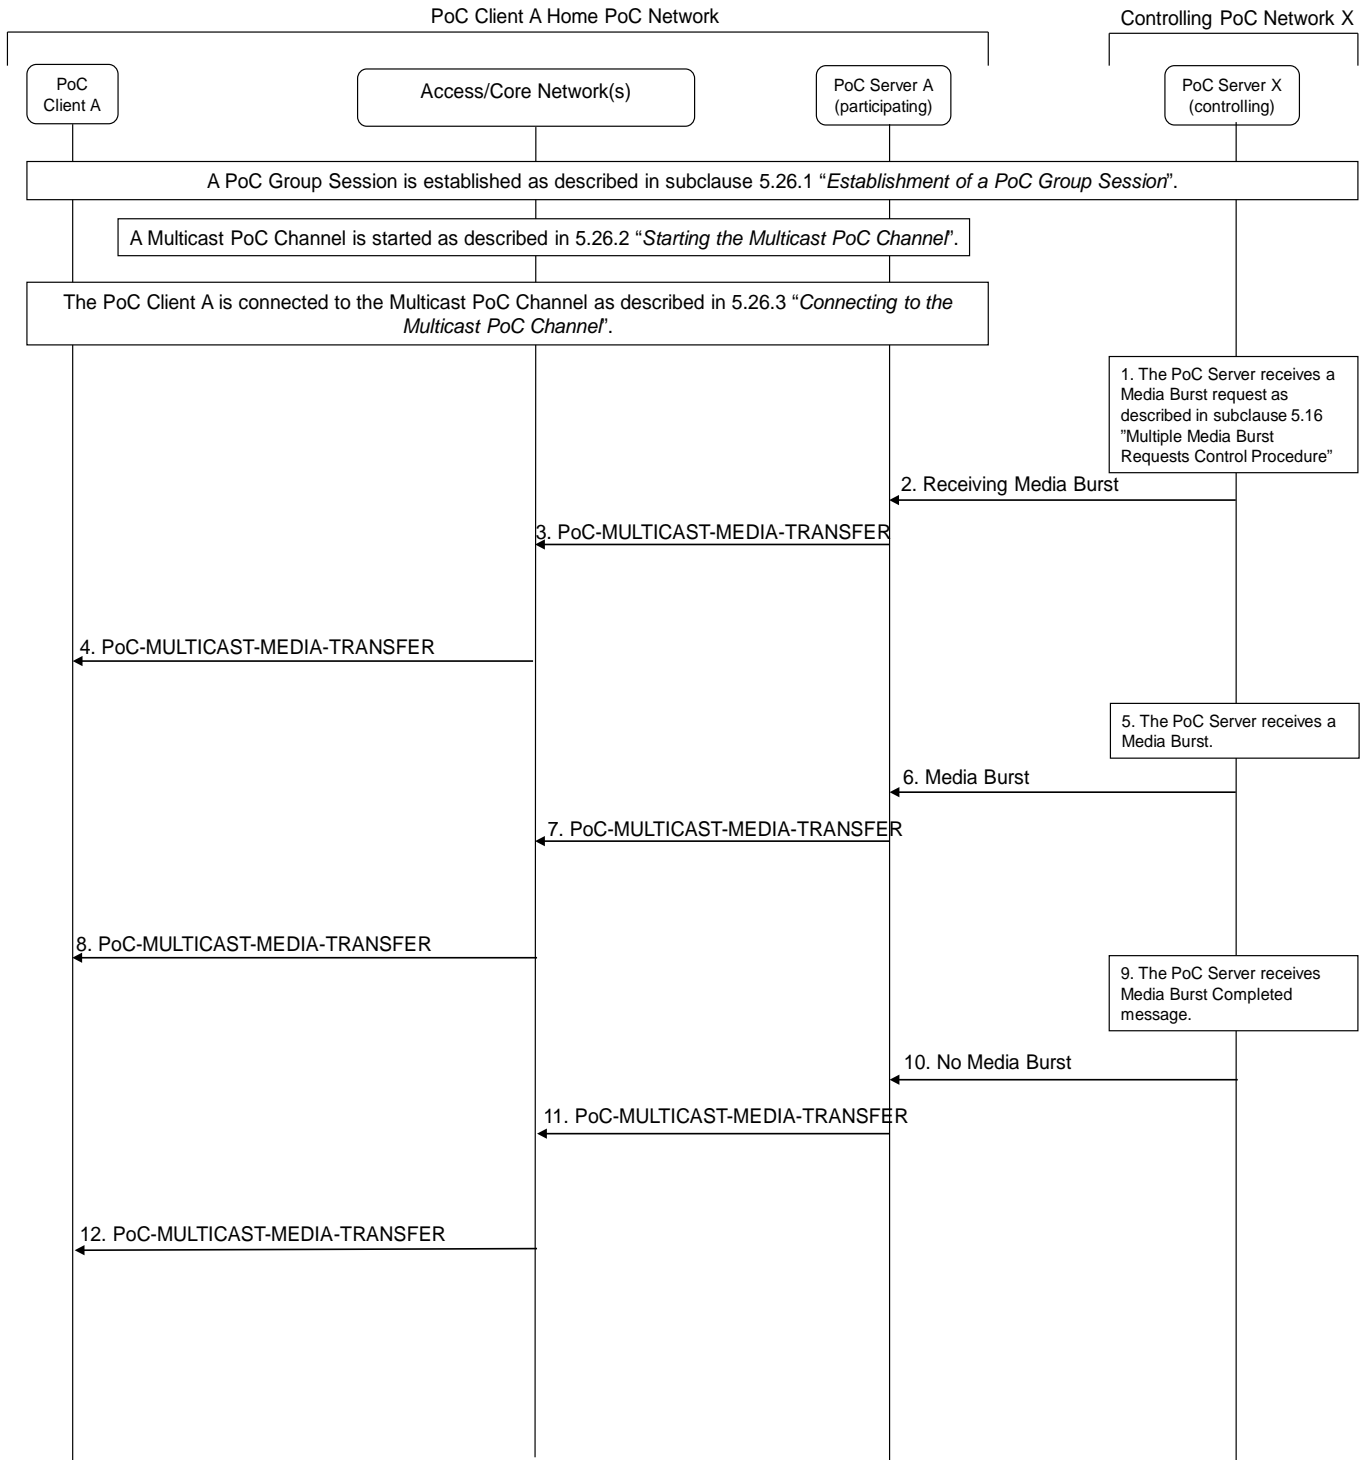 PoC Client A Home PoC Network
Controlling PoC Network X
PoC
Client A
Access/Core Network(s)
PoC Server A
(participating)
PoC Server X
(controlling)
A PoC Group Session is established as described in subclause 5.26.1 “Establishment of a PoC Group Session”.
A Multicast PoC Channel is started as described in 5.26.2 “Starting the Multicast PoC Channel”.
The PoC Client A is connected to the Multicast PoC Channel as described in 5.26.3 “Connecting to the
Multicast PoC Channel”.
1. The PoC Server receives a
Media Burst request as
described in subclause 5.16
”Multiple Media Burst
Requests Control Procedure”
2. Receiving Media Burst
3. PoC-MULTICAST-MEDIA-TRANSFER
4. PoC-MULTICAST-MEDIA-TRANSFER
5. The PoC Server receives a
Media Burst.
6. Media Burst
7. PoC-MULTICAST-MEDIA-TRANSFER
8. PoC-MULTICAST-MEDIA-TRANSFER
9. The PoC Server receives
Media Burst Completed
message.
10. No Media Burst
11. PoC-MULTICAST-MEDIA-TRANSFER
12. PoC-MULTICAST-MEDIA-TRANSFER